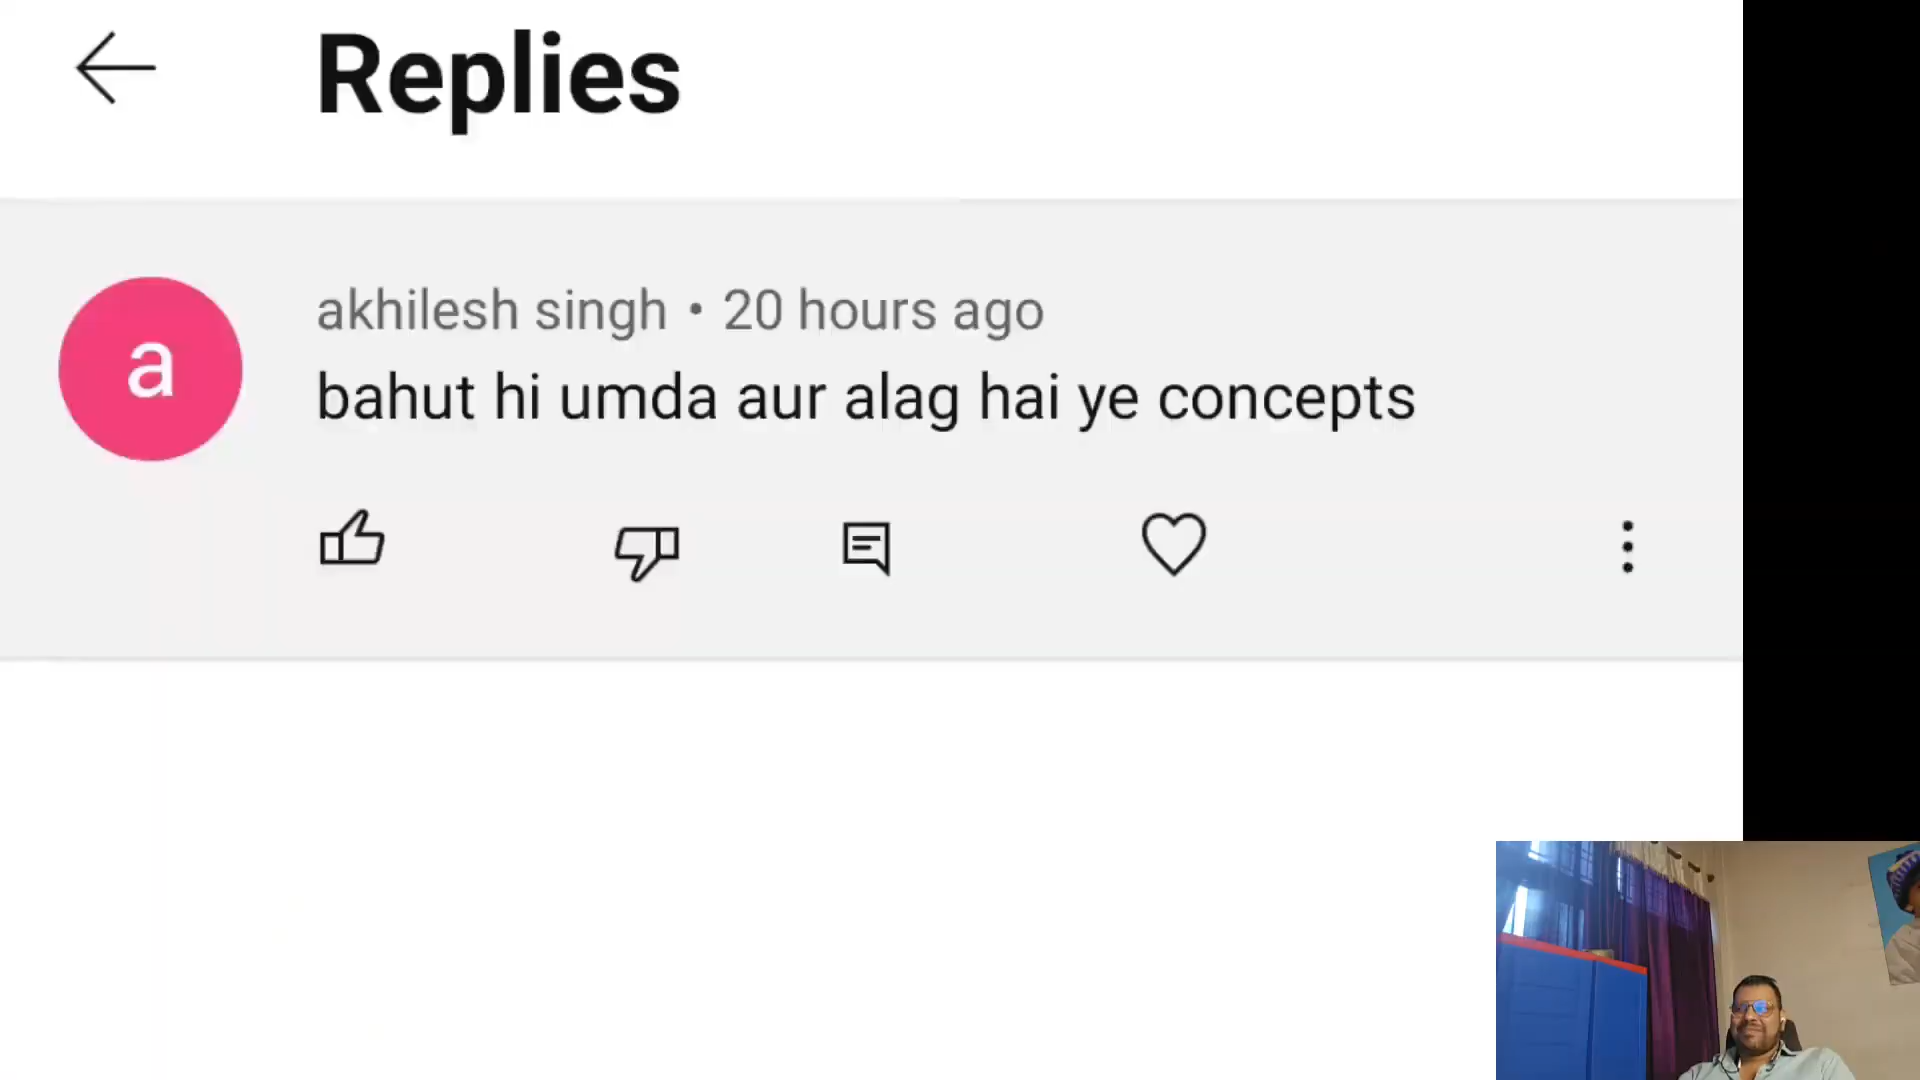 Replies
a
akhilesh singh • 20 hours ago
bahut hi umda aur alag hai ye concepts